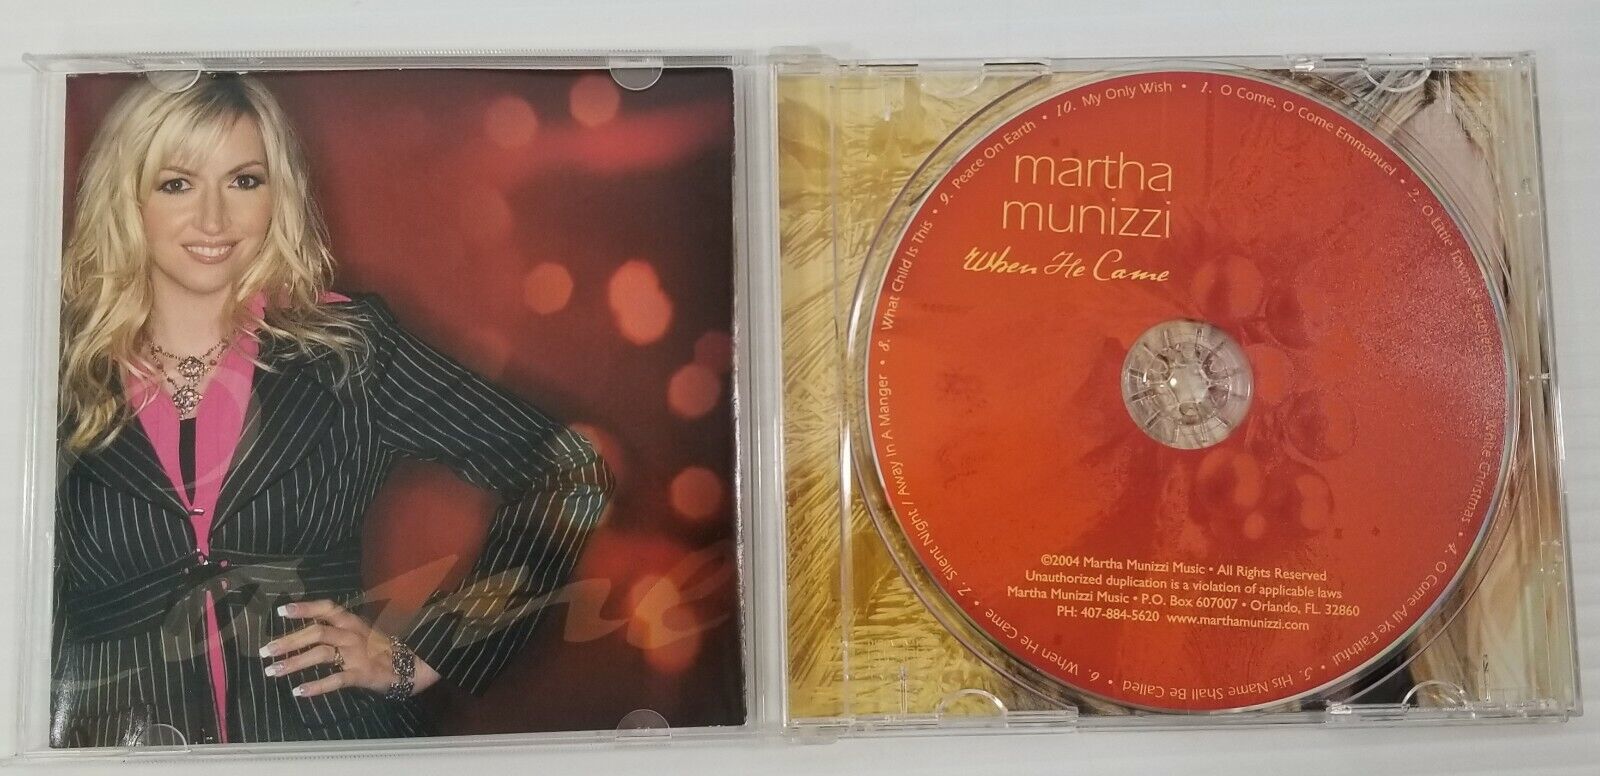 ame
martha
munizzi
When He Came
1. O Come, O Come Emmanuel • 2. O Little Town Of Bethlehem • White Christmas • 4. O Come All Ye Faithful • 5. His Name Shall Be Called • 6. When He Came • 7. Silent Night / Away In A Manger • 8. What Child Is This • 9. Peace On Earth • 10. My Only Wish •
©2004 Martha Munizzi Music • All Rights Reserved
Unauthorized duplication is a violation of applicable laws
Martha Munizzi Music • P.O. Box 607007 • Orlando, FL 32860
PH: 407-884-5620 www.marthamunizzi.com